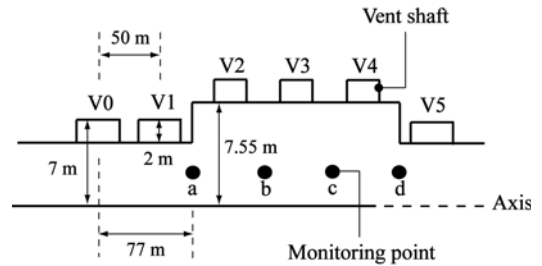 Vent shaft
50 m
V2 V3 V4
V0 V1 V5
7.55 m
7 m
2 m
a b c d
Axis
77 m
Monitoring point